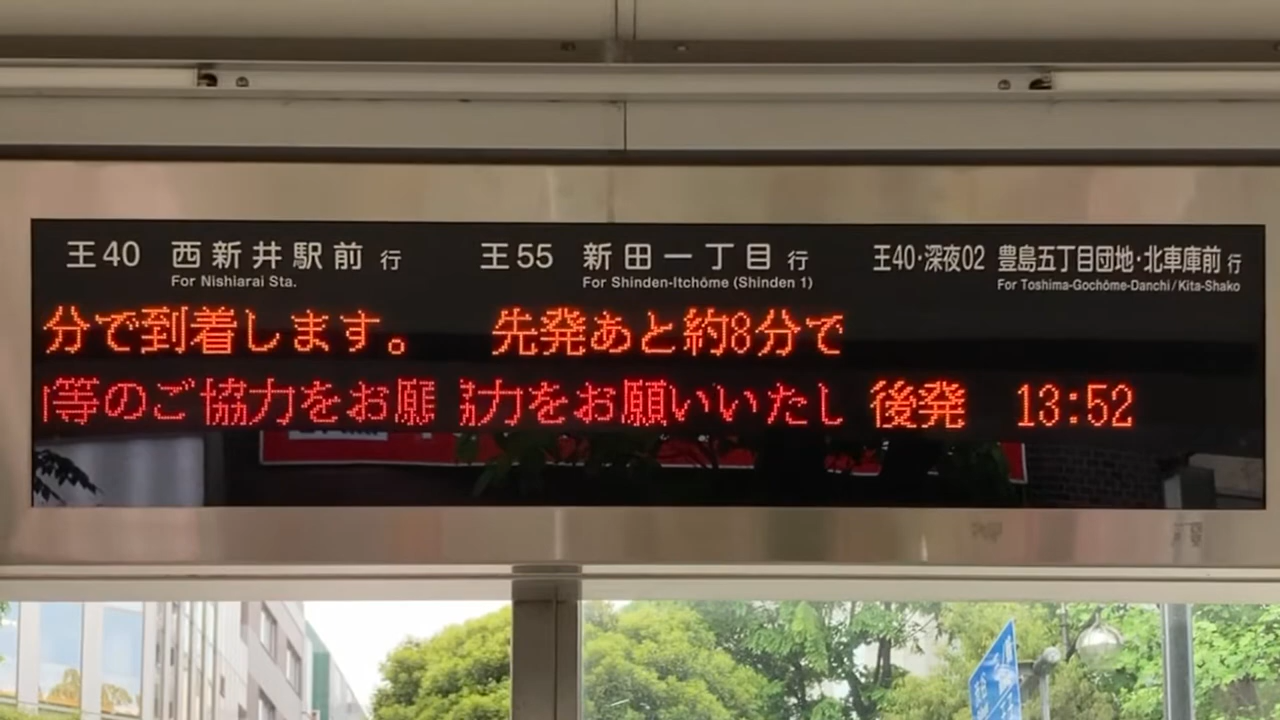 王40 西新井駅前 行
For Nishiarai Sta.
王55 新田一丁目 行
For Shinden-Itchōme (Shinden 1)
王40・深夜02 豊島五丁目団地・北車庫前 行
For Toshima-Gochōme-Danchi/Kita-Shako
分で到着します。
先発あと約8分で
等のご協力をお願
力をお願いいたし
後発 13:52